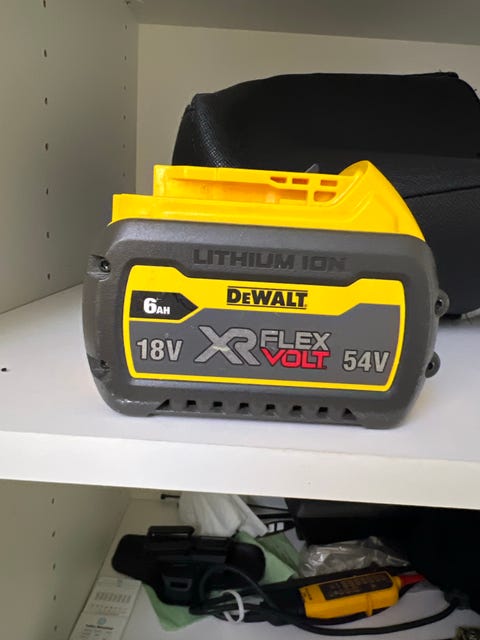 LITHIUM ION
DEWALT
6AH
18V XR FLEX VOLT 54V